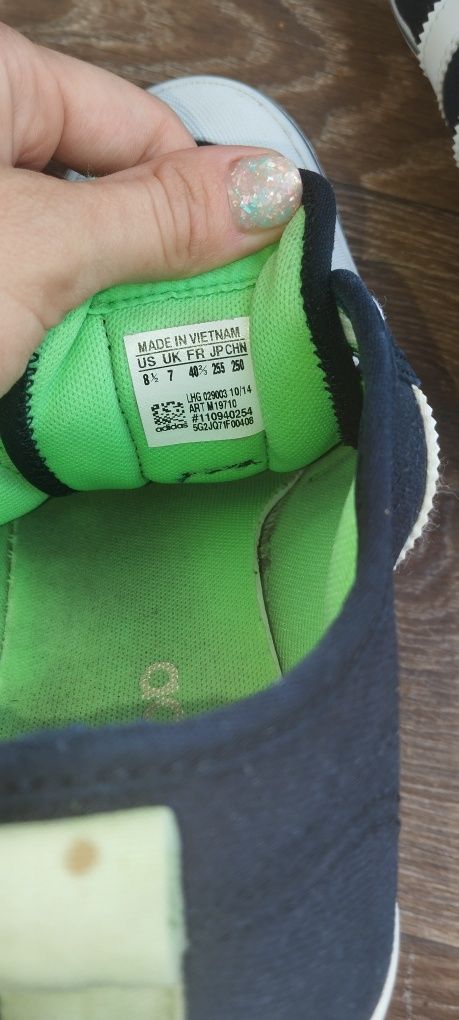 MADE IN VIETNAM
US UK FR JP CHN
8½ 7 40⅔ 255 250
LHG 029003 10/14
ART M19710
#110940254
adidas 5G2JQ71F00408